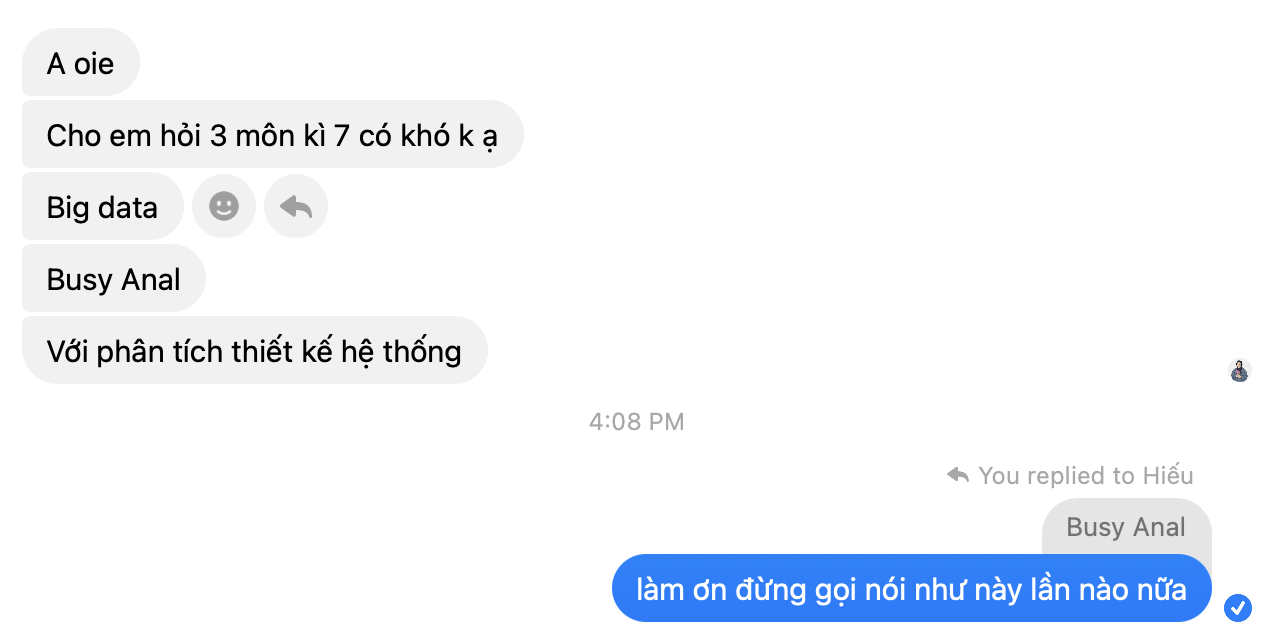 A oie
Cho em hỏi 3 môn kì 7 có khó k ạ
Big data
Busy Anal
Với phân tích thiết kế hệ thống
4:08 PM
You replied to Hiếu
Busy Anal
làm ơn đừng gọi nói như này lần nào nữa